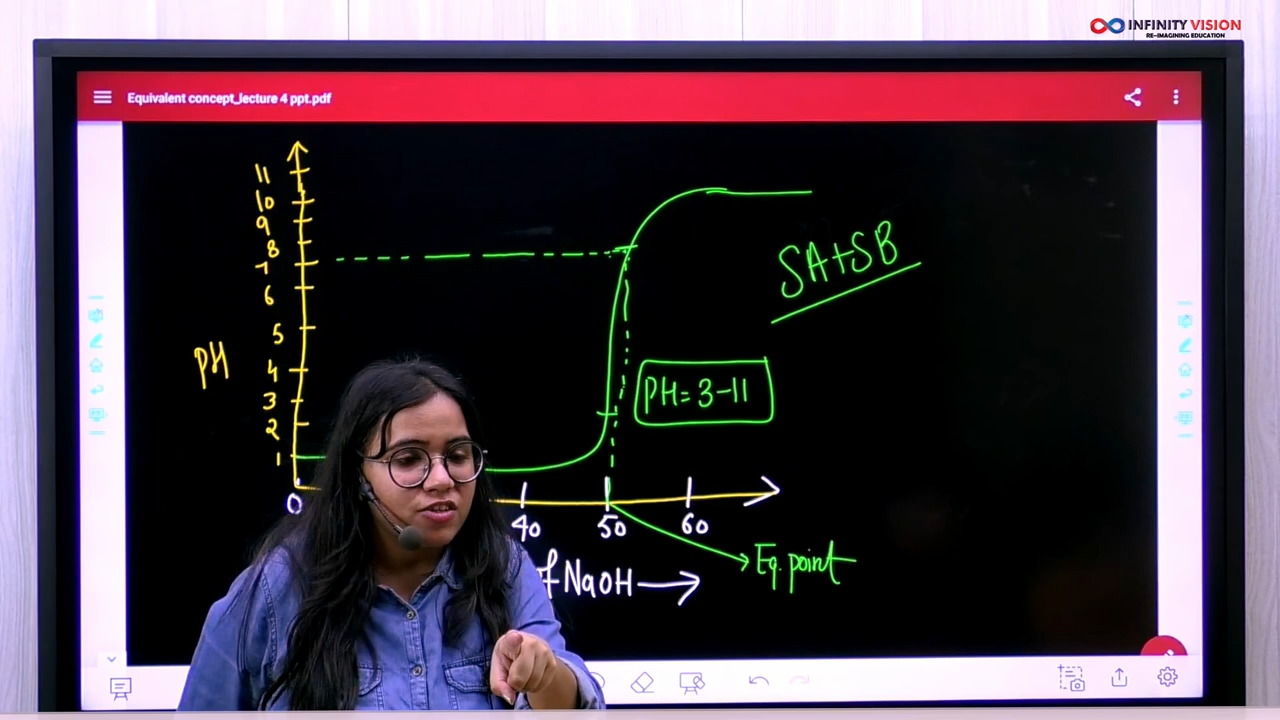 INFINITY VISION
RE-IMAGINING EDUCATION
Equivalent concept_lecture 4 ppt.pdf
11
10
9
8
7
6
5
4
3
2
1
PH
SA+SB
PH = 3-11
0
40
50
60
of NaOH
Eq. point